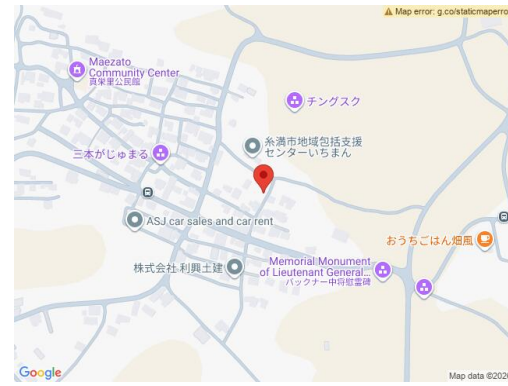 Map error: g.co/staticmaperro
Maezato
Community Center
真栄里公民館
チングスク
糸満市地域包括支援
センターいちまん
三本がじゅまる
ASJ car sales and car rent
おうちごはん畑風
株式会社 利興土建
Memorial Monument
of Lieutenant General...
バックナー中将慰霊碑
Google
Map data ©2026